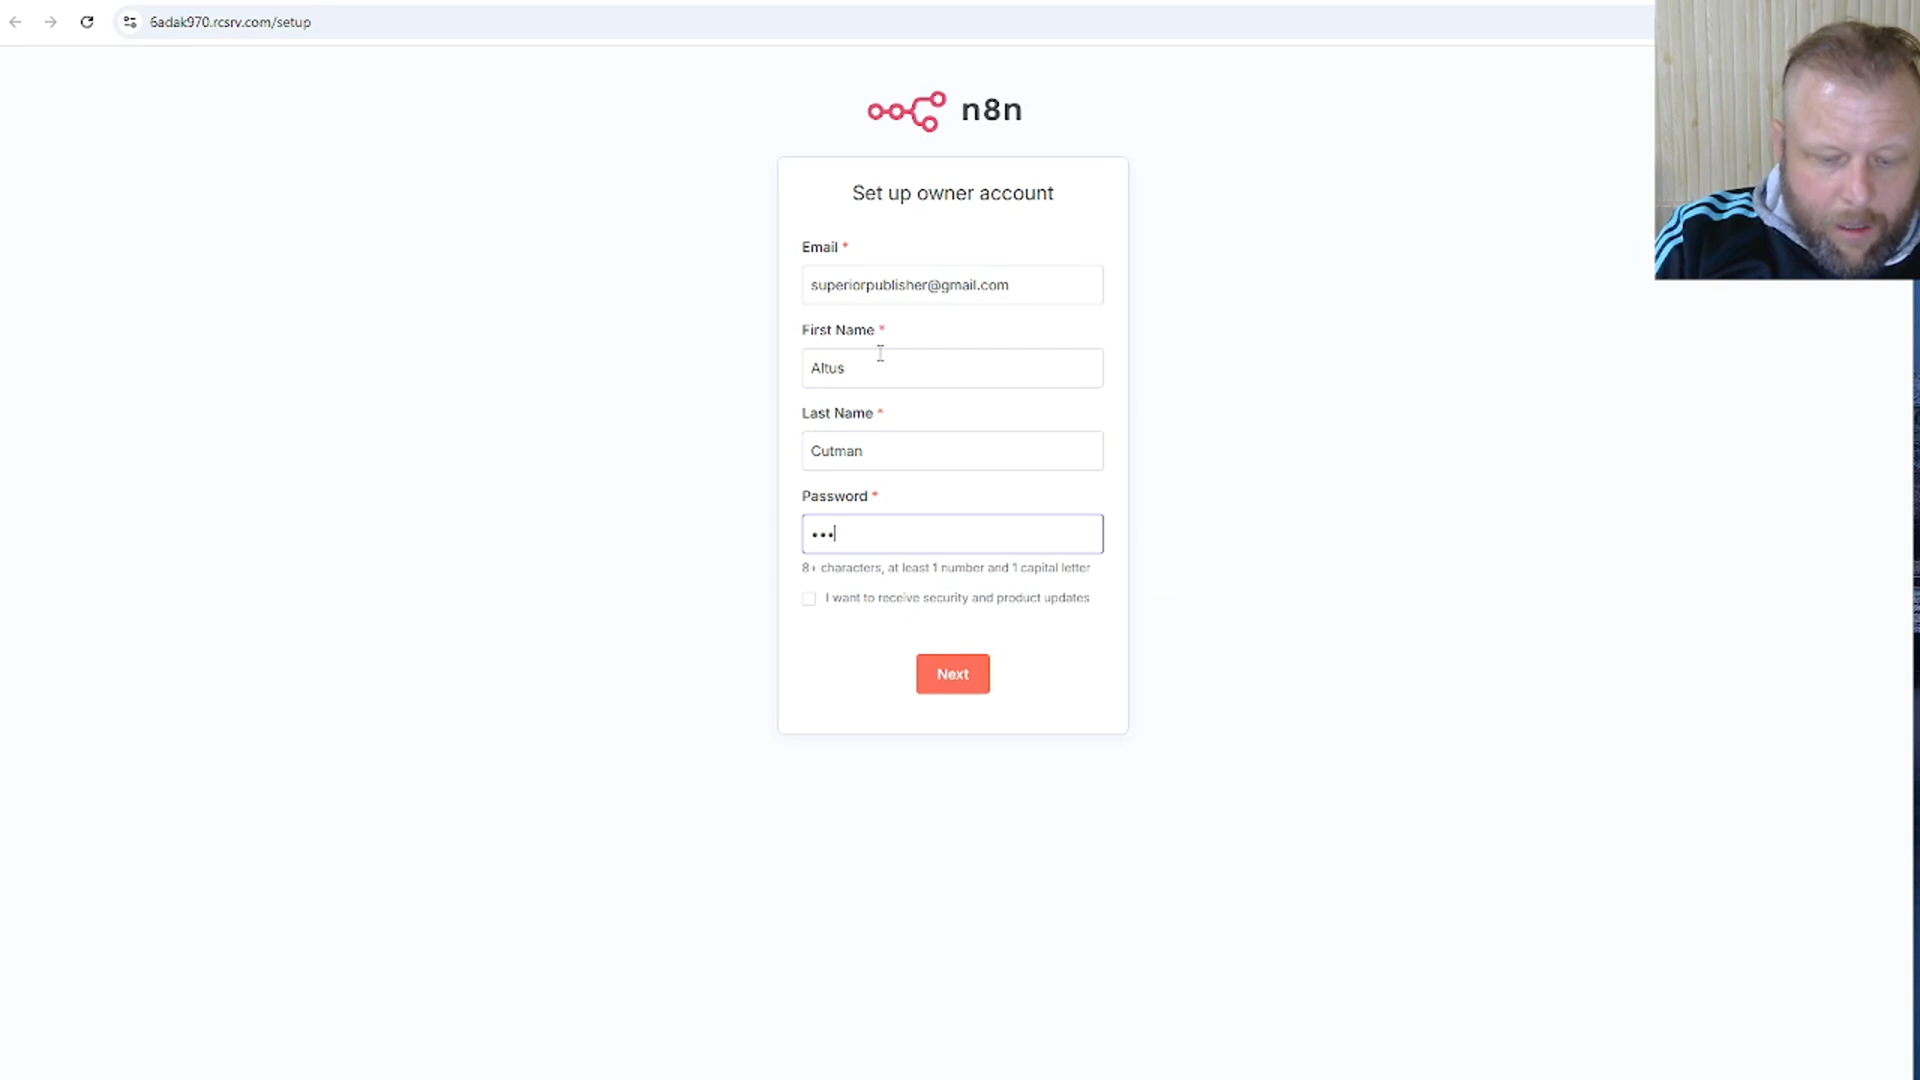 6adak970.rcsrv.com/setup
n8n
Set up owner account
Email *
superiorpublisher@gmail.com
First Name *
Altus
Last Name *
Cutman
Password *
•••
8+ characters, at least 1 number and 1 capital letter
I want to receive security and product updates
Next